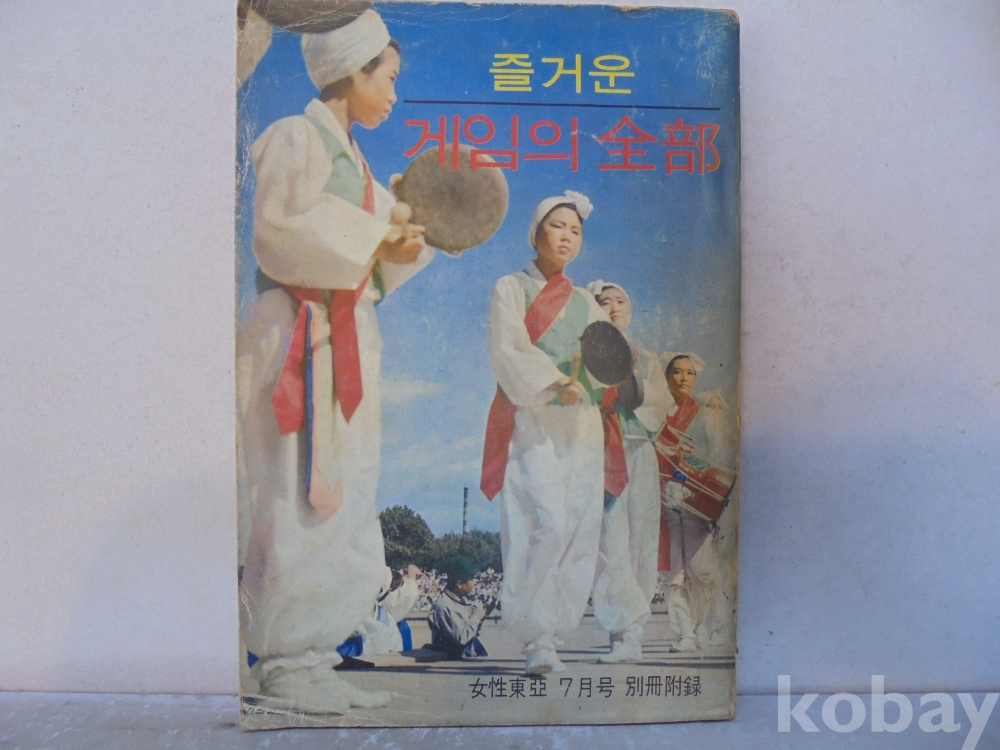 즐거운
게임의 全部
女性東亞 7月号 別冊附録
kobay